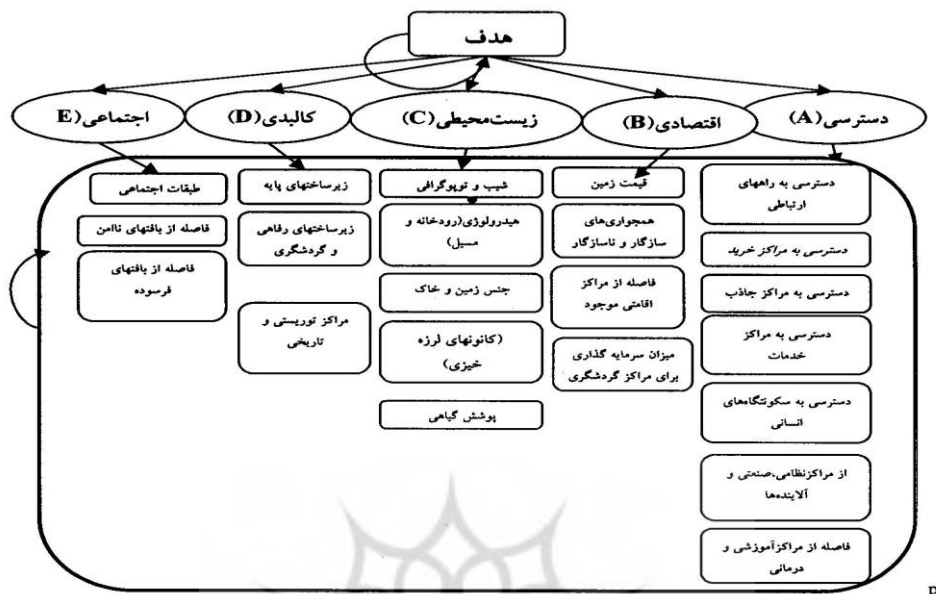 هدف
دسترسی(A)
اقتصادی(B)
زیست‌محیطی(C)
کالبدی(D)
اجتماعی(E)
دسترسی به راههای
ارتباطی
دسترسی به مراکز خرید
دسترسی به مراکز جاذب
دسترسی به مراکز
خدمات
دسترسی به سکونتگاه‌های
انسانی
از مراکزنظامی،صنعتی و
آلاینده‌ها
فاصله از مراکزآموزشی و
درمانی
قیمت زمین
همجواری‌های
سازگار و ناسازگار
فاصله از مراکز
اقامتی موجود
میزان سرمایه گذاری
برای مراکز گردشگری
شیب و توپوگرافی
هیدرولوژی(رودخانه و
مسیل)
جنس زمین و خاک
(کانونهای لرزه
خیزی)
پوشش گیاهی
زیرساختهای پایه
زیرساختهای رفاهی
و گردشگری
مراکز توریستی و
تاریخی
طبقات اجتماعی
فاصله از بافتهای ناامن
فاصله از بافتهای
فرسوده